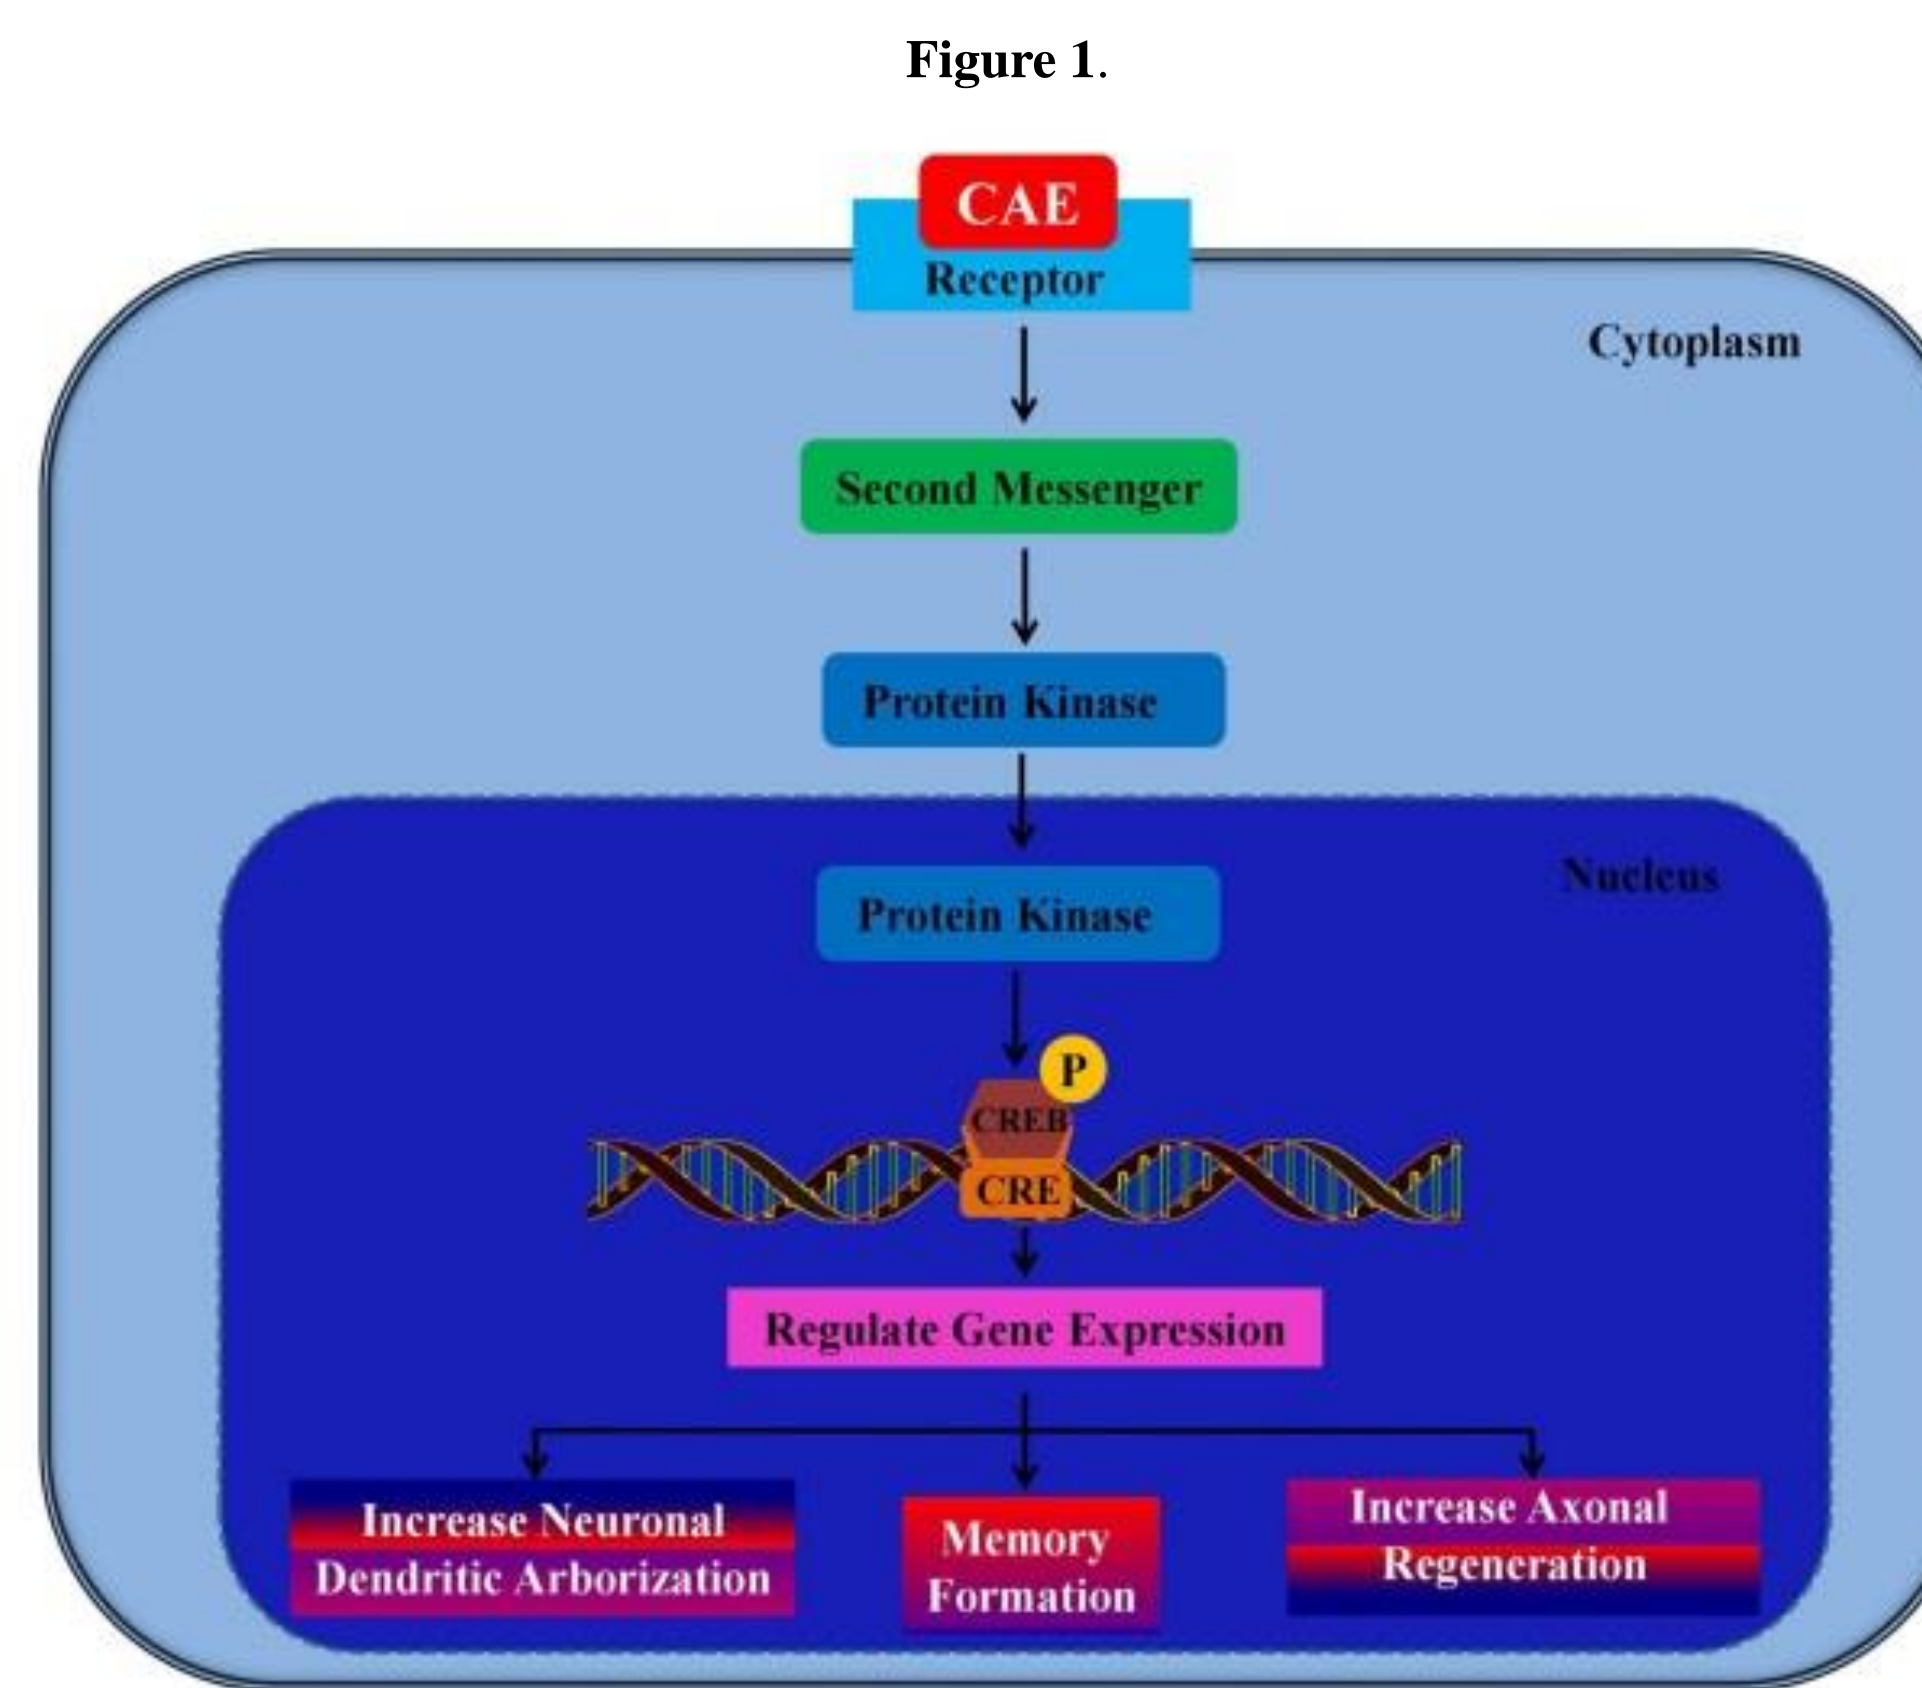 Figure 1.
CAE
Receptor
Cytoplasm
Second Messenger
Protein Kinase
Nucleus
Protein Kinase
P
CREB
CRE
Regulate Gene Expression
Increase Neuronal
Dendritic Arborization
Memory
Formation
Increase Axonal
Regeneration